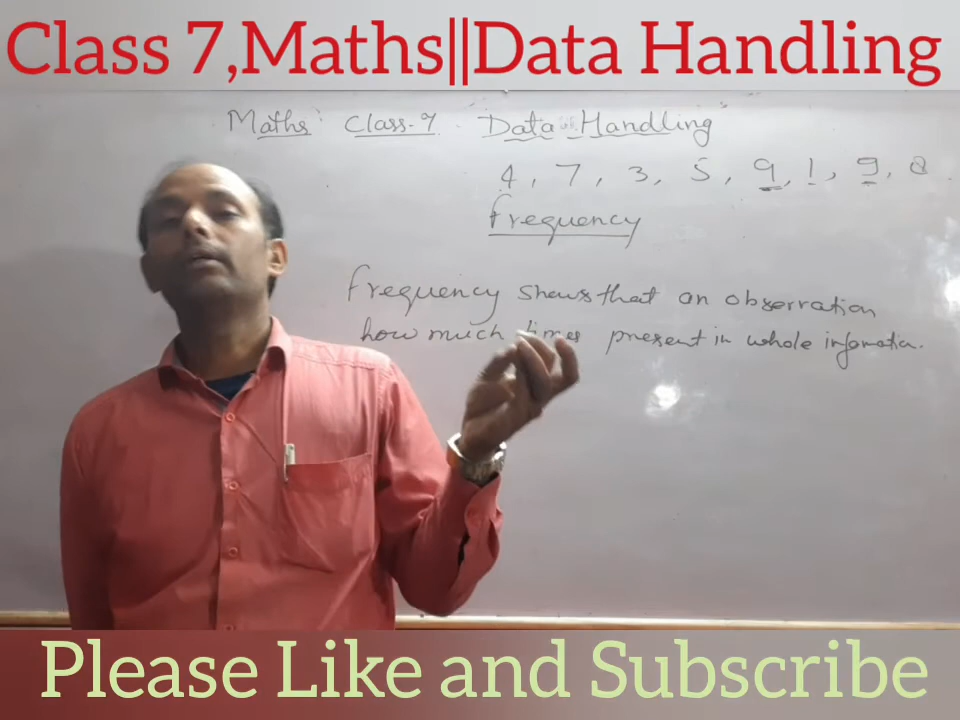 Class 7,Maths||Data Handling
Maths Class-7 Data Handling
4, 7, 3, 5, 9, 1, 9, 8
Frequency
Frequency shows that an observation
how much times present in whole information.
Please Like and Subscribe